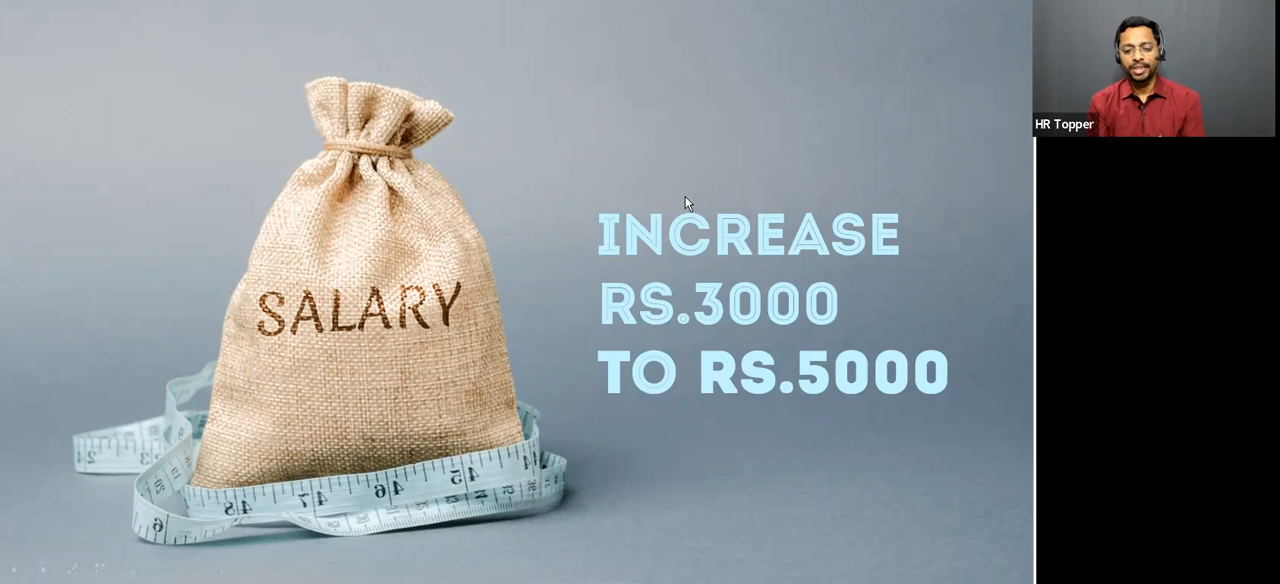 SALARY
INCREASE
RS.3000
TO RS.5000
HR Topper